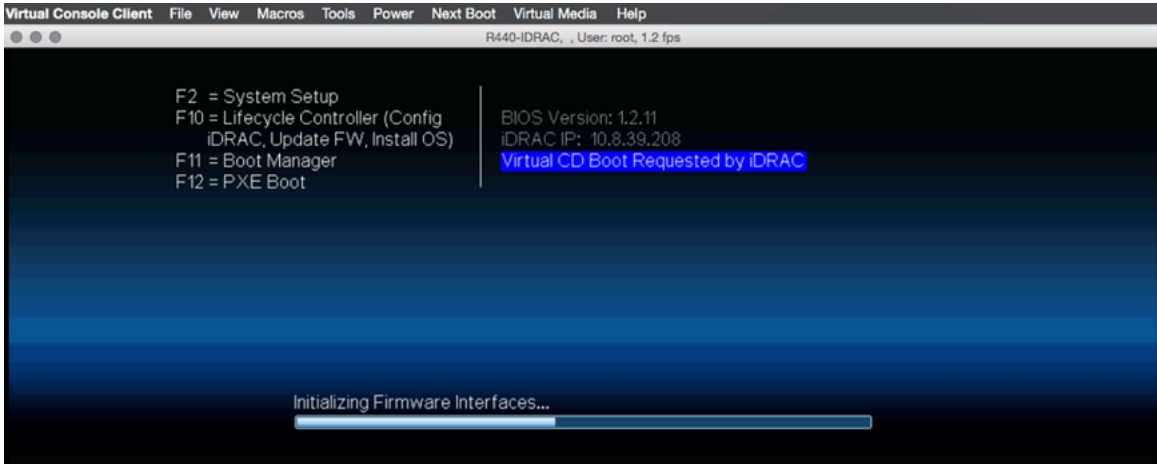 Virtual Console Client File View Macros Tools Power Next Boot Virtual Media Help
R440-IDRAC, , User: root, 1.2 fps
F2 = System Setup
F10 = Lifecycle Controller (Config
iDRAC, Update FW, Install OS)
F11 = Boot Manager
F12 = PXE Boot
BIOS Version: 1.2.11
iDRAC IP: 10.8.39.208
Virtual CD Boot Requested by iDRAC
Initializing Firmware Interfaces...